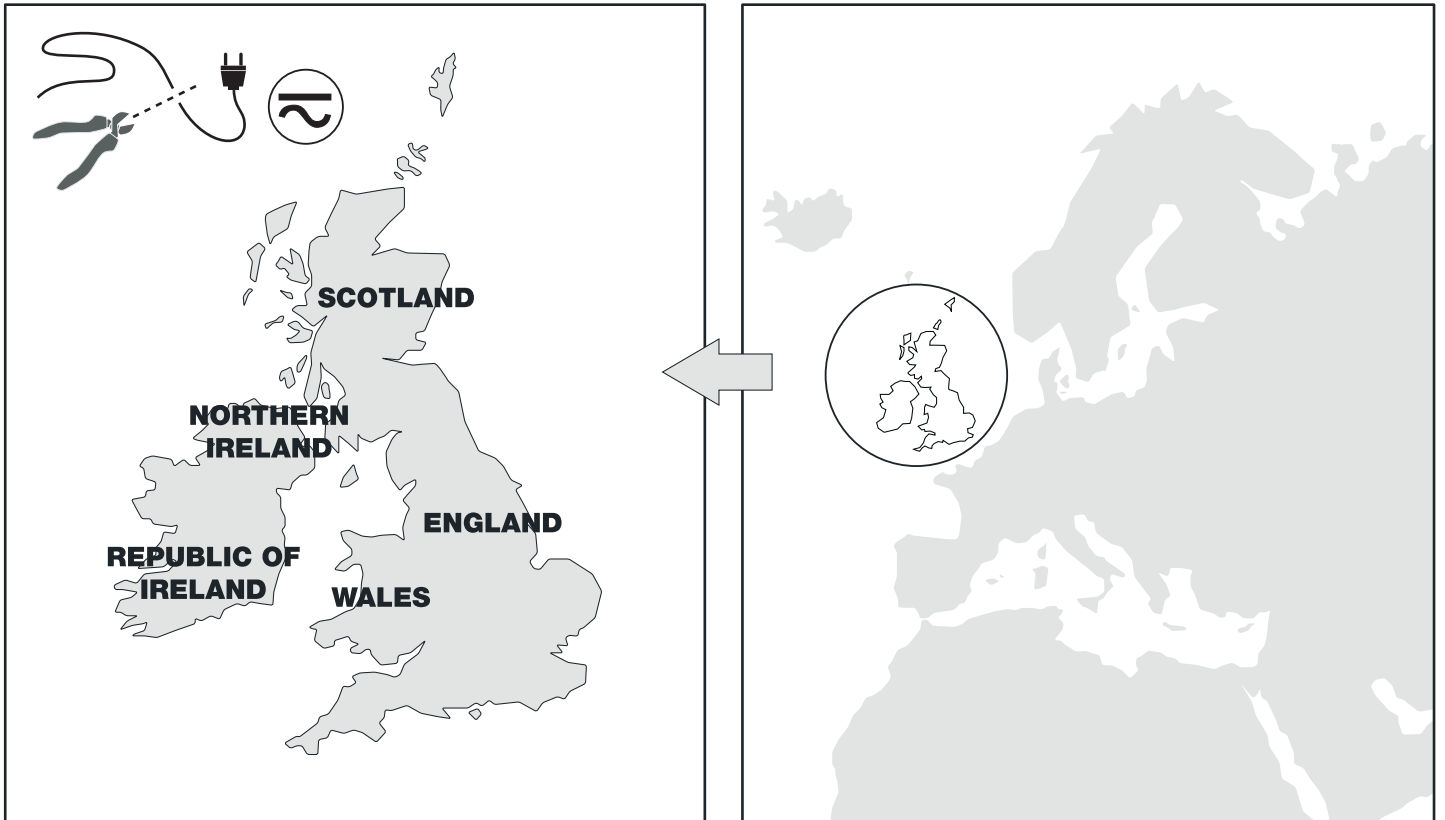 SCOTLAND
NORTHERN
IRELAND
ENGLAND
REPUBLIC OF
IRELAND
WALES